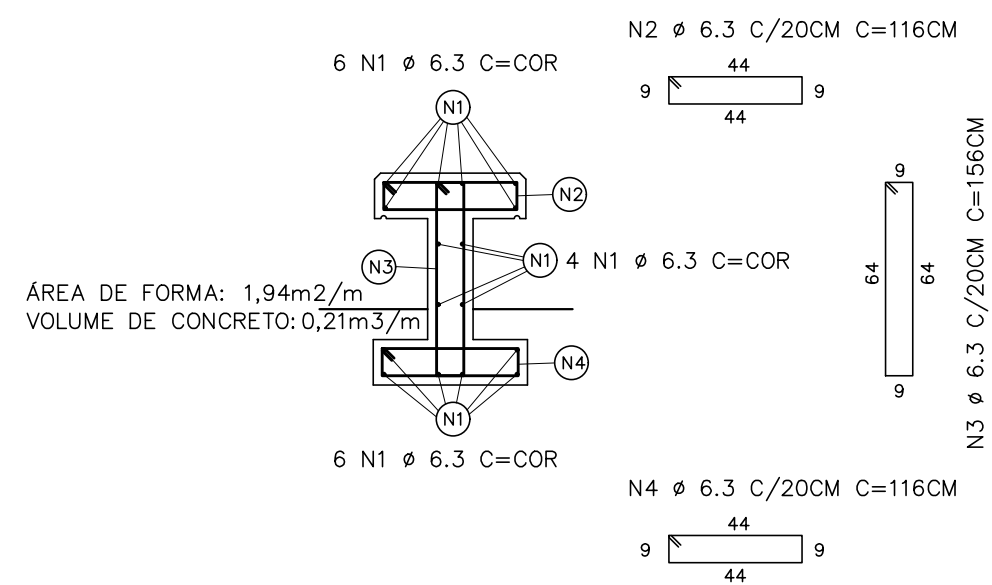 N2 ø 6.3 C/20CM C=116CM
44
9
9
44
6 N1 ø 6.3 C=COR
N1
N2
N3
N1
4 N1 ø 6.3 C=COR
ÁREA DE FORMA: 1,94m2/m
VOLUME DE CONCRETO: 0,21m3/m
N4
N1
6 N1 ø 6.3 C=COR
9
64
64
9
N3 ø 6.3 C/20CM C=156CM
N4 ø 6.3 C/20CM C=116CM
44
9
9
44